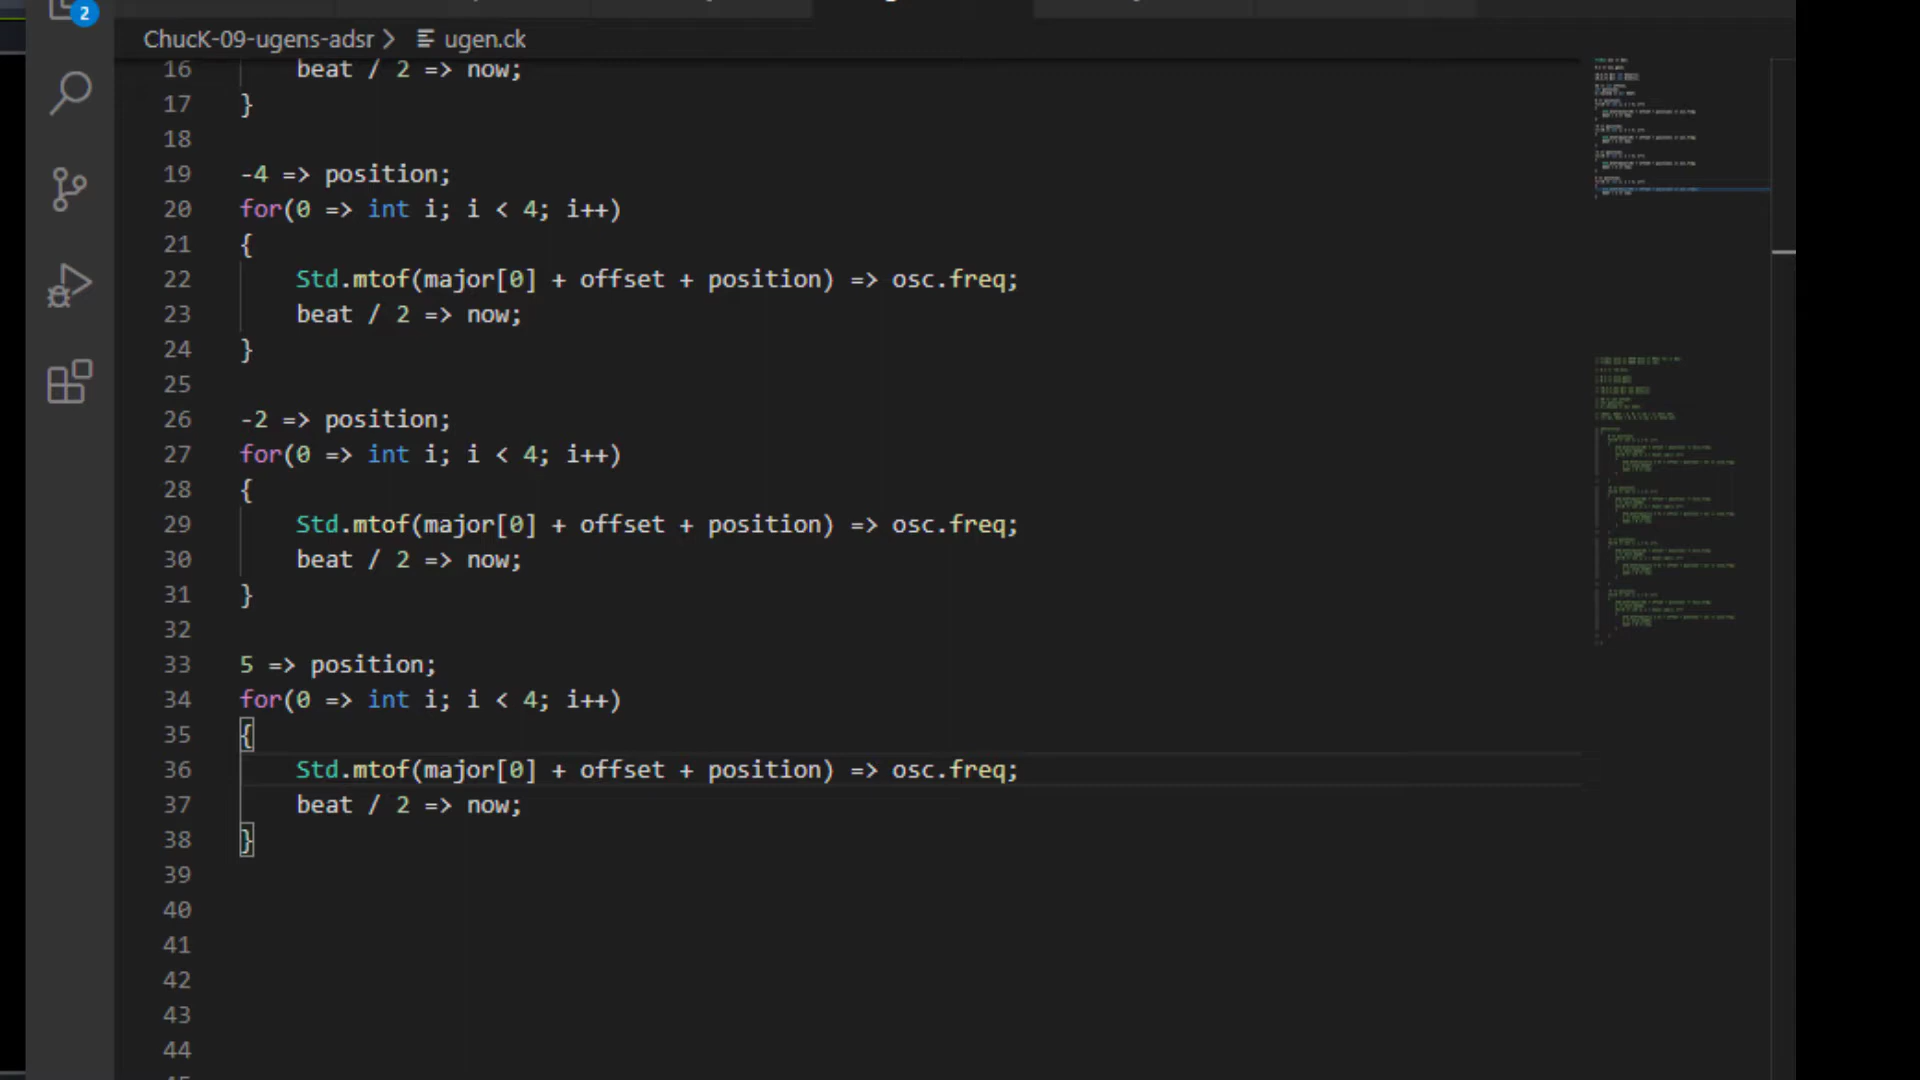 2
ChucK-09-ugens-adsr > ugen.ck
16 beat / 2 => now;
17 }
18
19 -4 => position;
20 for(0 => int i; i < 4; i++)
21 {
22 Std.mtof(major[0] + offset + position) => osc.freq;
23 beat / 2 => now;
24 }
25
26 -2 => position;
27 for(0 => int i; i < 4; i++)
28 {
29 Std.mtof(major[0] + offset + position) => osc.freq;
30 beat / 2 => now;
31 }
32
33 5 => position;
34 for(0 => int i; i < 4; i++)
35 {
36 Std.mtof(major[0] + offset + position) => osc.freq;
37 beat / 2 => now;
38 }
39
40
41
42
43
44